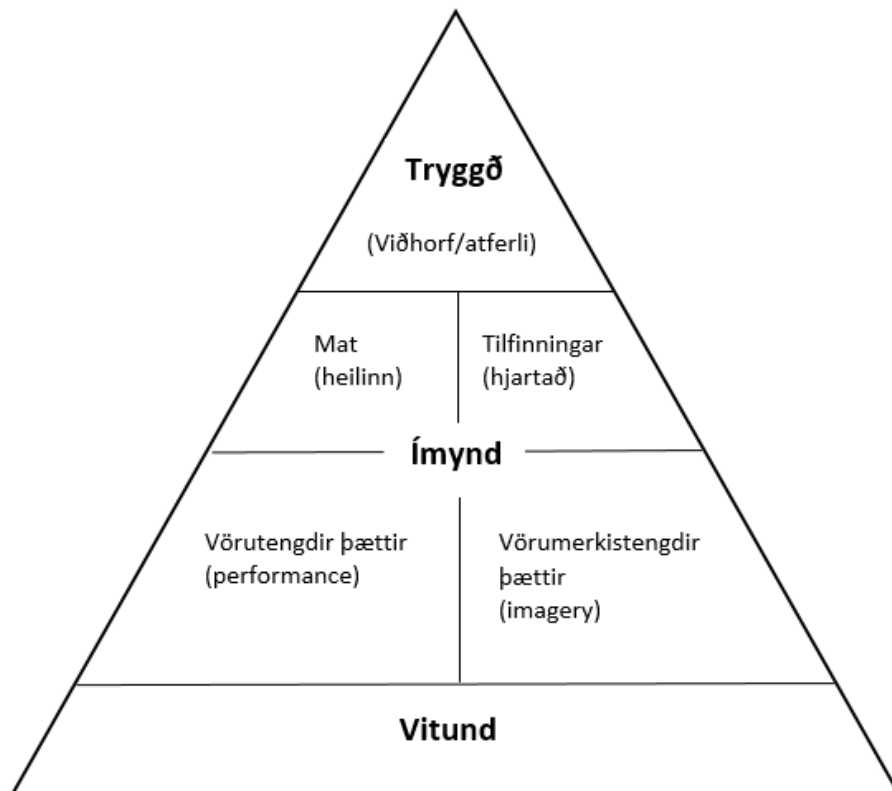 Tryggð
(Viðhorf/atferli)
Mat
(heilinn)
Tilfinningar
(hjartað)
Ímynd
Vörutengdir þættir
(performance)
Vörumerkistengdir
þættir
(imagery)
Vitund